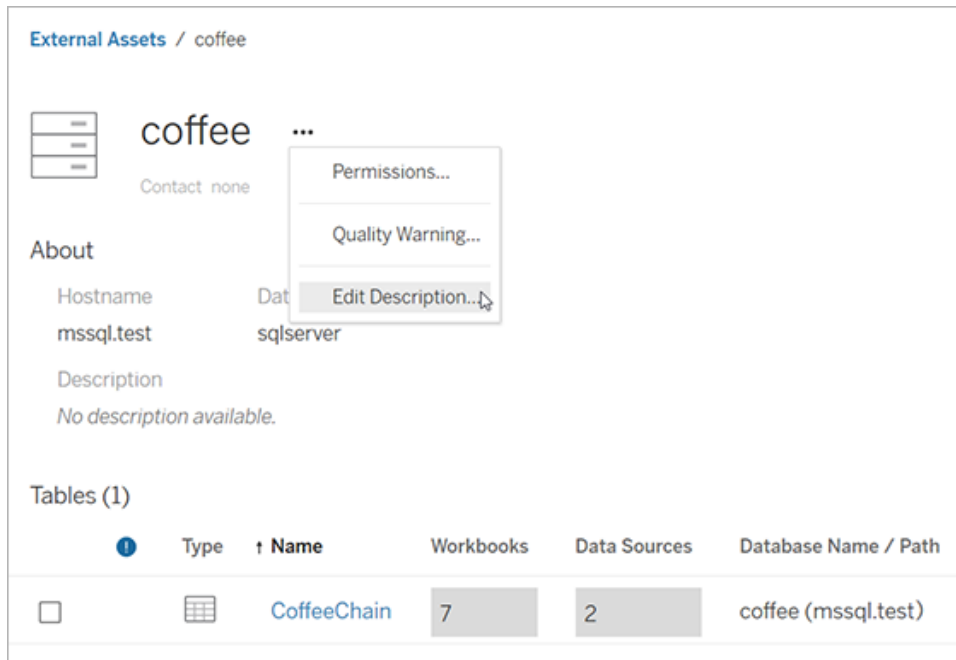 External Assets / coffee
coffee ...
Contact none
Permissions...
Quality Warning...
Edit Description...
About
Hostname
mssql.test
sqlserver
Description
No description available.
Tables (1)
Type ↑ Name Workbooks Data Sources Database Name / Path
CoffeeChain 7 2 coffee (mssql.test)